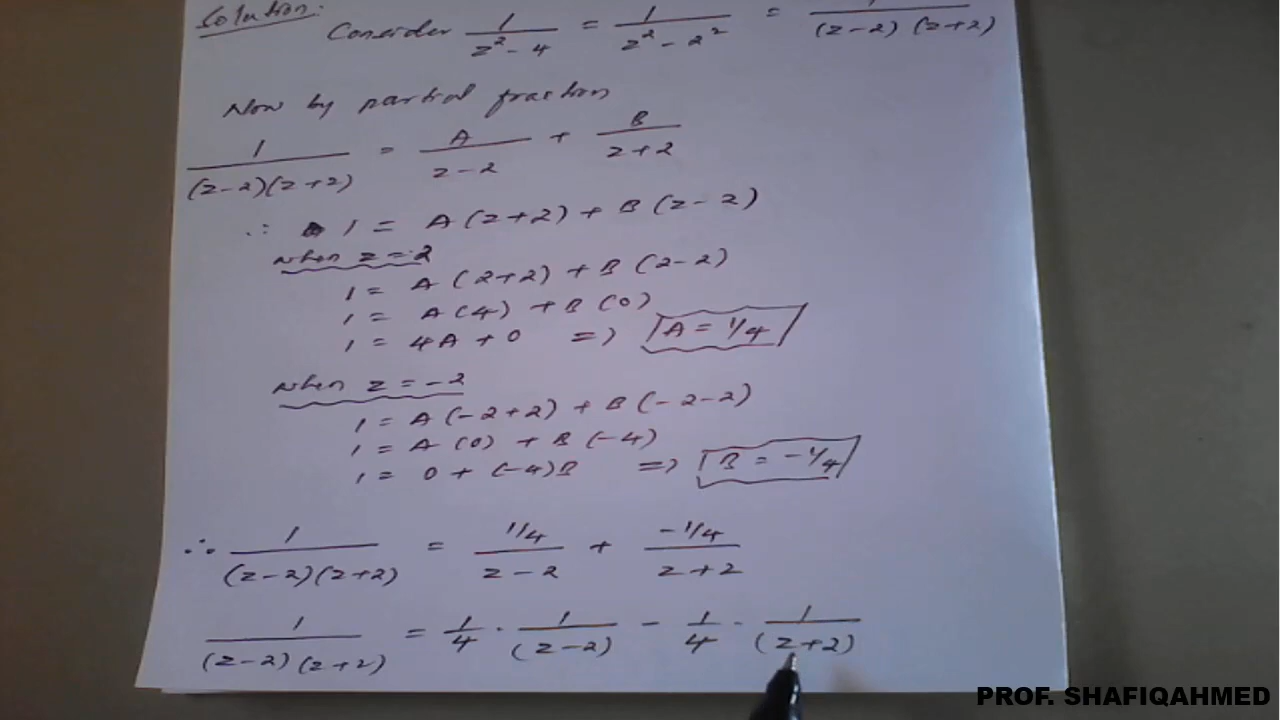 Solution:
Consider 1/(z² - 4) = 1/(z² - 2²) = 1/((z-2)(z+2))
Now by partial fraction
1/((z-2)(z+2)) = A/(z-2) + B/(z+2)
∴ 1 = A(z+2) + B(z-2)
when z = 2
1 = A(2+2) + B(2-2)
1 = A(4) + B(0)
1 = 4A + 0 => A = 1/4
when z = -2
1 = A(-2+2) + B(-2-2)
1 = A(0) + B(-4)
1 = 0 + (-4)B => B = -1/4
∴ 1/((z-2)(z+2)) = (1/4)/(z-2) + (-1/4)/(z+2)
1/((z-2)(z+2)) = 1/4 · 1/(z-2) - 1/4 · 1/(z+2)
PROF. SHAFIQAHMED